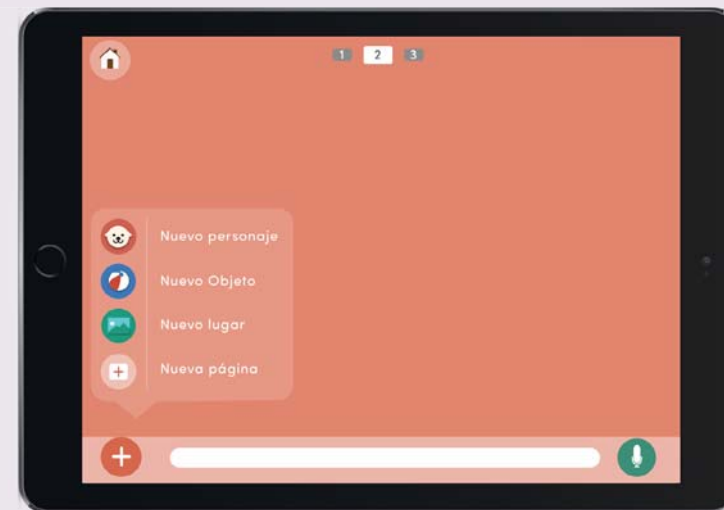 1 2 3
Nuevo personaje
Nuevo Objeto
Nuevo lugar
Nueva página